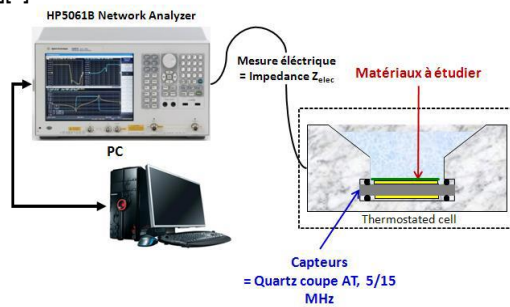 HP5061B Network Analyzer
Mesure éléctrique
= Impedance Zelec
Matériaux à étudier
PC
Thermostated cell
Capteurs
= Quartz coupe AT, 5/15
MHz